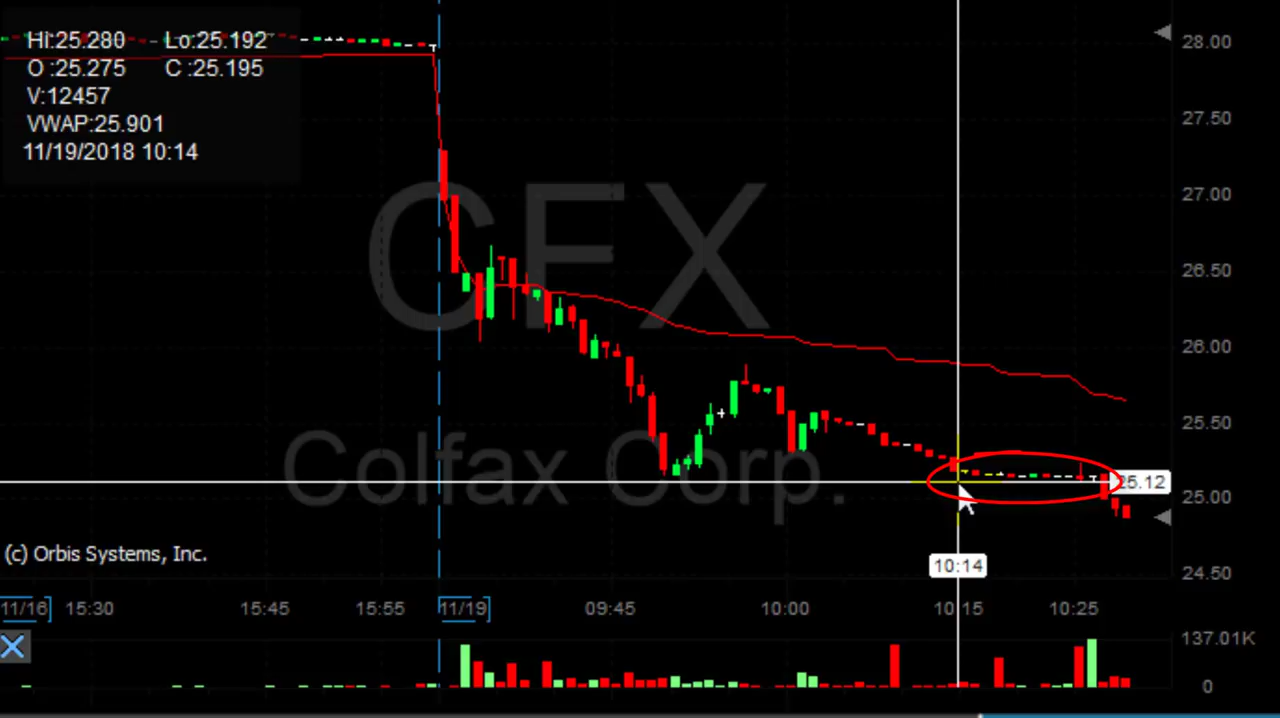 Hi:25.280 Lo:25.192
O :25.275 C :25.195
V:12457
VWAP:25.901
11/19/2018 10:14
28.00
27.50
27.00
26.50
26.00
25.50
25.12
25.00
24.50
CFX
Colfax Corp.
(c) Orbis Systems, Inc.
10:14
11/16 15:30 15:45 15:55 11/19 09:45 10:00 10:15 10:25
137.01K
0